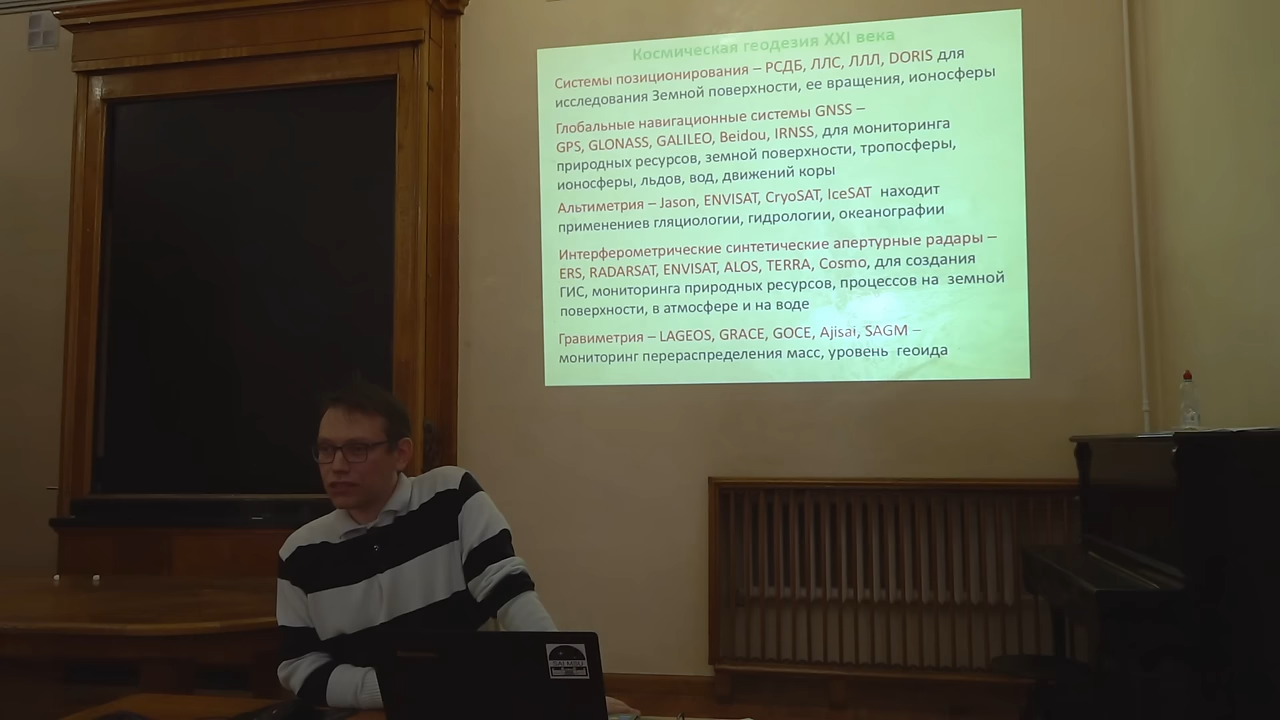 Космическая геодезия XXI века
Системы позиционирования – РСДБ, ЛЛС, ЛЛЛ, DORIS для
исследования Земной поверхности, ее вращения, ионосферы
Глобальные навигационные системы GNSS –
GPS, GLONASS, GALILEO, Beidou, IRNSS, для мониторинга
природных ресурсов, земной поверхности, тропосферы,
ионосферы, льдов, вод, движений коры
Альтиметрия – Jason, ENVISAT, CryoSAT, IceSAT находит
применениев гляциологии, гидрологии, океанографии
Интерферометрические синтетические апертурные радары –
ERS, RADARSAT, ENVISAT, ALOS, TERRA, Cosmo, для создания
ГИС, мониторинга природных ресурсов, процессов на земной
поверхности, в атмосфере и на воде
Гравиметрия – LAGEOS, GRACE, GOCE, Ajisai, SAGM –
мониторинг перераспределения масс, уровень геоида
SAI MSU